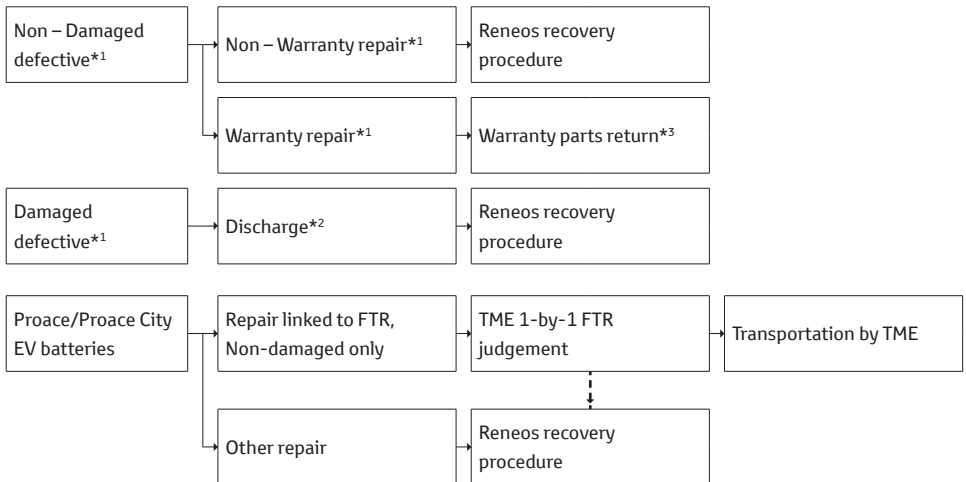 Non – Damaged
defective*¹
Non – Warranty repair*¹
Reneos recovery
procedure
Warranty repair*¹
Warranty parts return*³
Damaged
defective*¹
Discharge*²
Reneos recovery
procedure
Proace/Proace City
EV batteries
Repair linked to FTR,
Non-damaged only
TME 1-by-1 FTR
judgement
Transportation by TME
Other repair
Reneos recovery
procedure